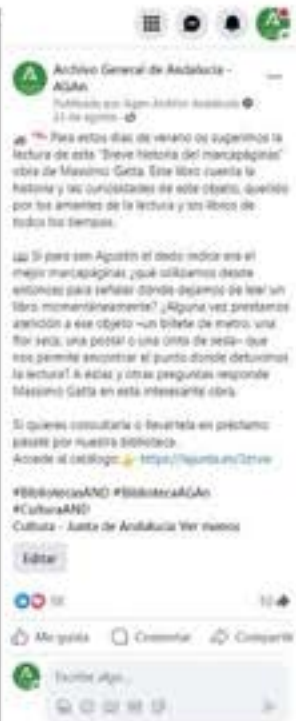 Archivo General de Andalucía -
AGAn
Publicado por Agan Archivo Andalucía
23 de agosto
Para estos días de verano os sugerimos la
lectura de este "Breve historia del marcapáginas"
obra de Massimo Gatta. Este libro cuenta la
historia y las curiosidades de este objeto, querido
por los amantes de la lectura y los libros de
todos los tiempos.
Si para san Agustín el dedo índice era el
mejor marcapáginas ¿qué utilizamos desde
entonces para señalar dónde dejamos de leer un
libro momentáneamente? ¿Alguna vez prestamos
atención a ese objeto –un billete de metro, una
flor seca, una postal o una cinta de seda– que
nos permite encontrar el punto donde detuvimos
la lectura? A estas y otras preguntas responde
Massimo Gatta en esta interesante obra.
Si quieres consultarla o llevártela en préstamo
pásate por nuestra biblioteca.
Accede al catálogo
#BibliotecasAND #BibliotecaAGAn
#CulturaAND
Cultura - Junta de Andalucía Ver menos
Editar
Me gusta Comentar Compartir
Escribe algo...